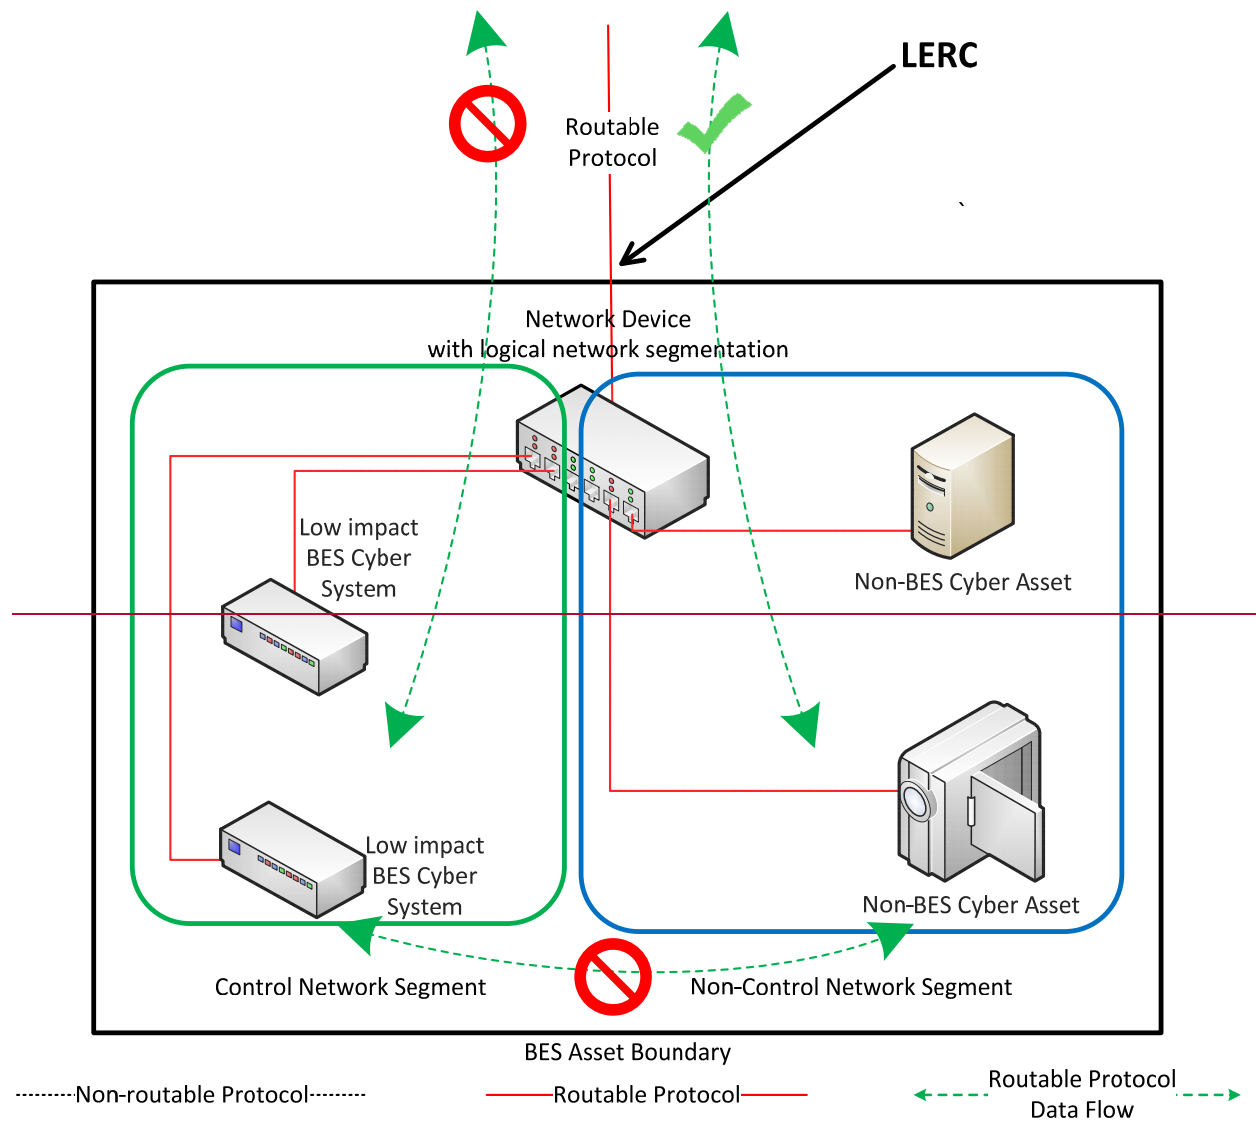 LERC
Routable
Protocol
`
Network Device
with logical network segmentation
Low impact
BES Cyber
System
Non-BES Cyber Asset
Low impact
BES Cyber
System
Non-BES Cyber Asset
Control Network Segment
Non-Control Network Segment
BES Asset Boundary
Non-routable Protocol
Routable Protocol
Routable Protocol
Data Flow